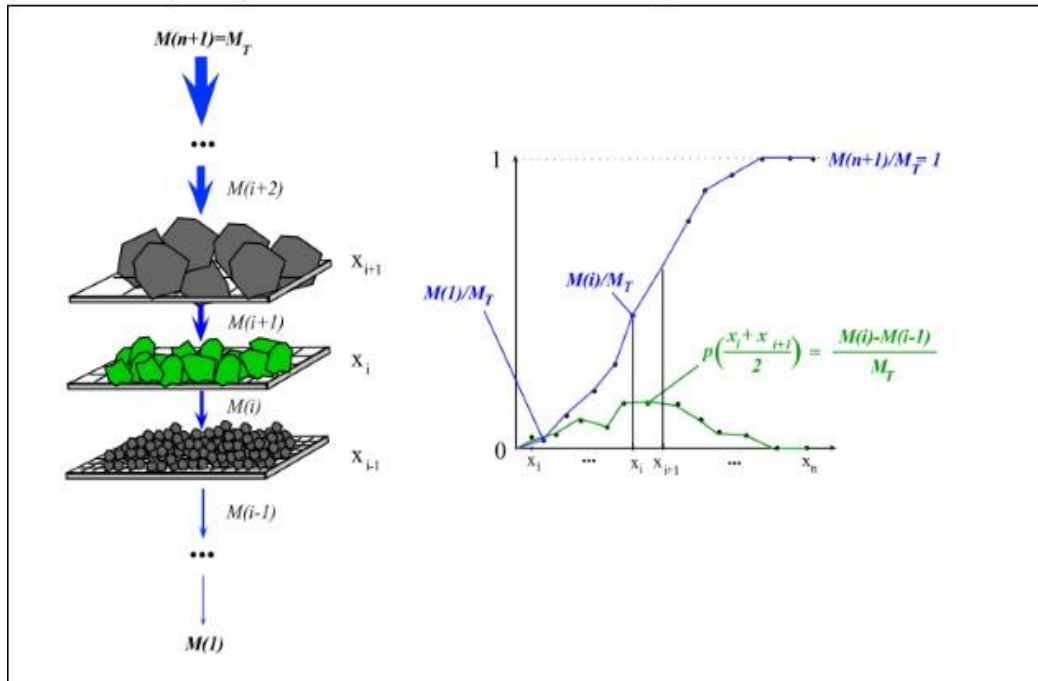 M(n+1)=M_T
...
M(i+2)
x_{i+1}
M(i+1)
x_i
M(i)
x_{i-1}
M(i-1)
...
M(1)
1
M(n+1)/M_T= 1
M(i)/M_T
M(1)/M_T
p((x_i + x_{i+1})/2) = (M(i)-M(i-1))/M_T
0
x_1 ... x_i x_{i+1} ... x_n